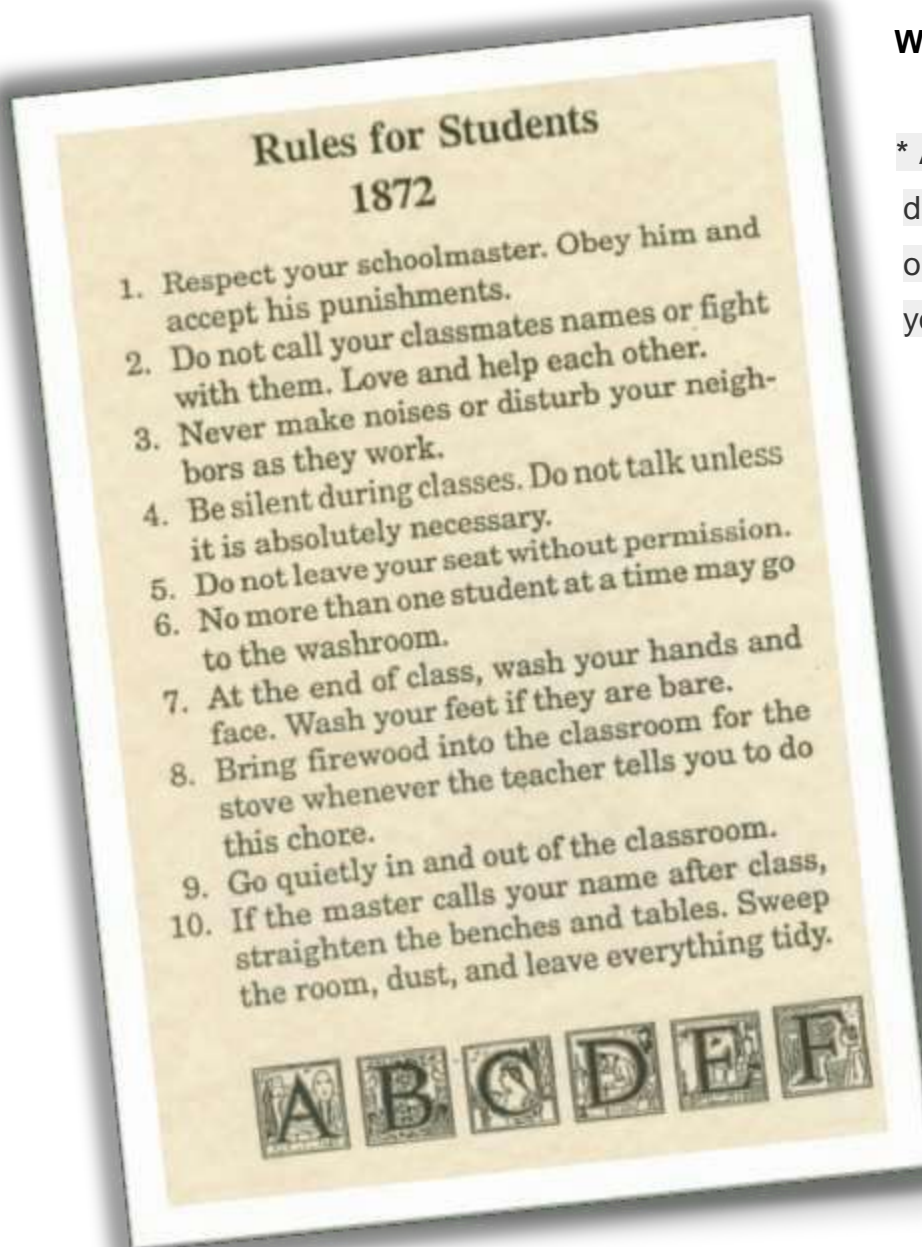 Rules for Students
1872
1. Respect your schoolmaster. Obey him and
accept his punishments.
2. Do not call your classmates names or fight
with them. Love and help each other.
3. Never make noises or disturb your neigh-
bors as they work.
4. Be silent during classes. Do not talk unless
it is absolutely necessary.
5. Do not leave your seat without permission.
6. No more than one student at a time may go
to the washroom.
7. At the end of class, wash your hands and
face. Wash your feet if they are bare.
8. Bring firewood into the classroom for the
stove whenever the teacher tells you to do
this chore.
9. Go quietly in and out of the classroom.
10. If the master calls your name after class,
straighten the benches and tables. Sweep
the room, dust, and leave everything tidy.
A B C D E F